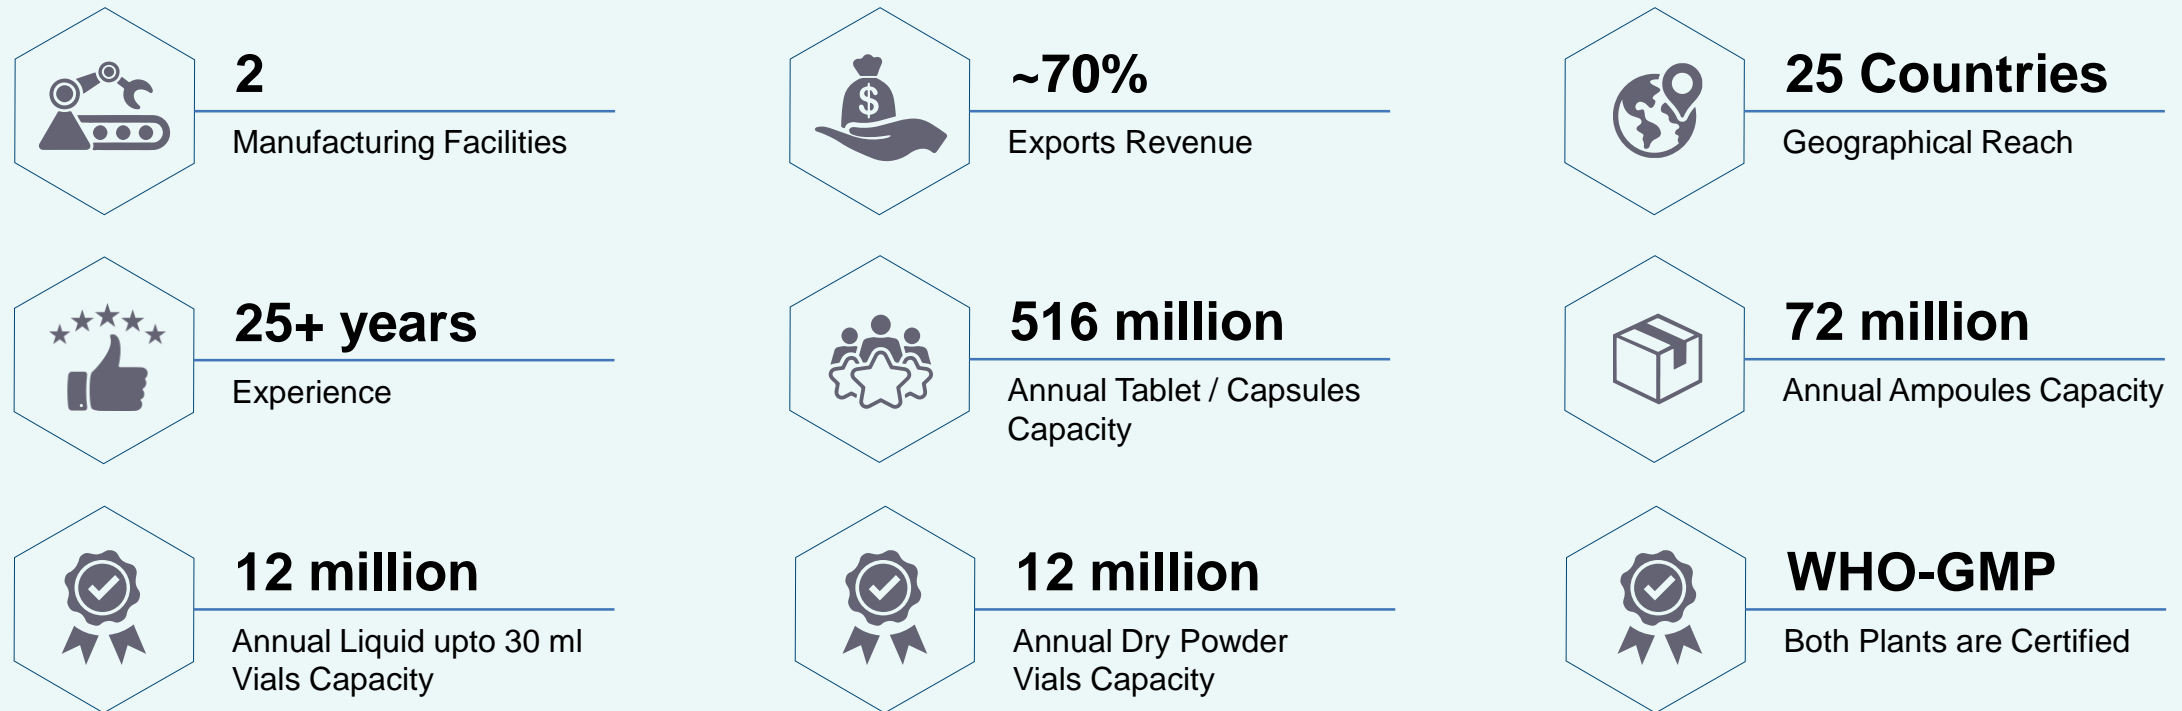 2
Manufacturing Facilities
~70%
Exports Revenue
$
25 Countries
Geographical Reach
25+ years
Experience
516 million
Annual Tablet / Capsules
Capacity
72 million
Annual Ampoules Capacity
12 million
Annual Liquid upto 30 ml
Vials Capacity
12 million
Annual Dry Powder
Vials Capacity
WHO-GMP
Both Plants are Certified